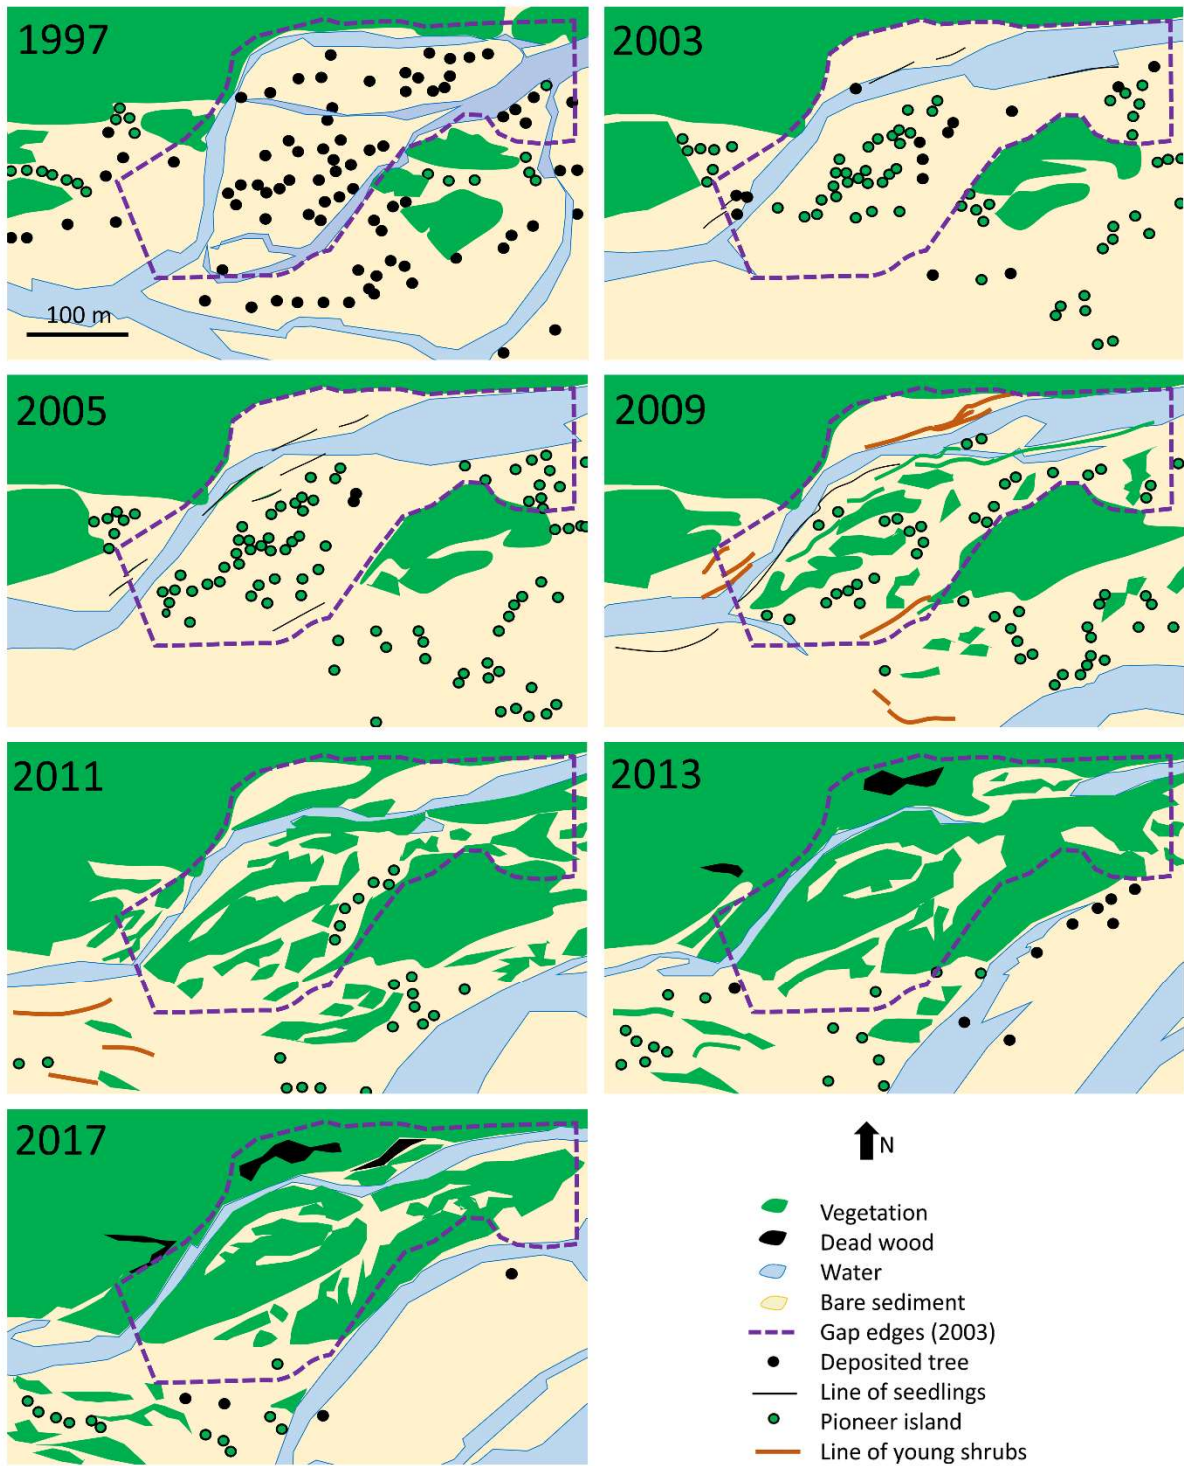 1997
2003
100 m
2005
2009
2011
2013
2017
N
Vegetation
Dead wood
Water
Bare sediment
Gap edges (2003)
Deposited tree
Line of seedlings
Pioneer island
Line of young shrubs